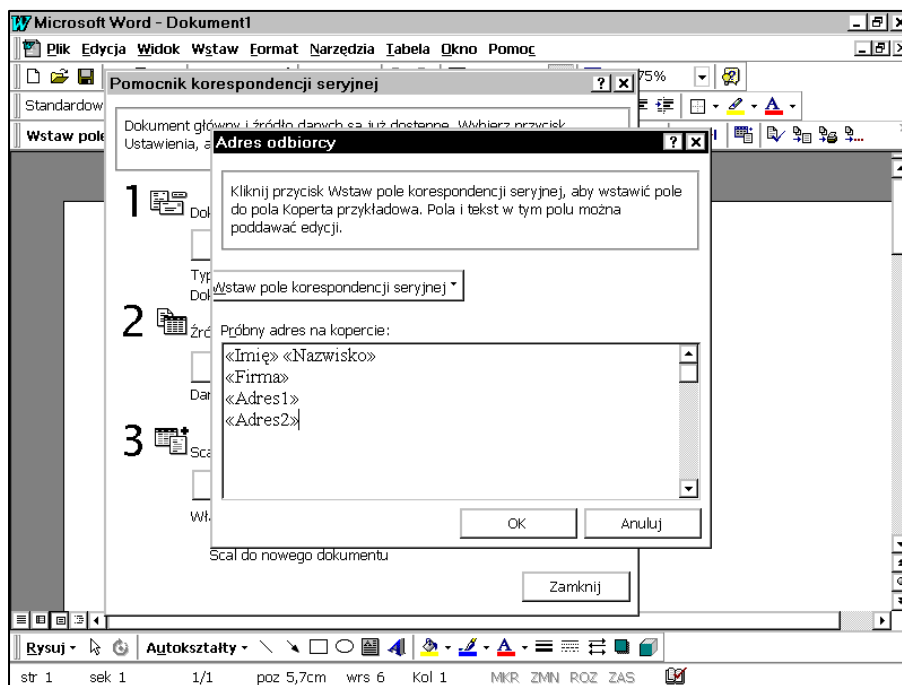 Microsoft Word - Dokument1
Plik Edycja Widok Wstaw Format Narzędzia Tabela Okno Pomoc
75%
Pomocnik korespondencji seryjnej
Standardow
Dokument główny i źródło danych są już dostępne. Wybierz przycisk
Wstaw pole
Ustawienia, a
Adres odbiorcy
Kliknij przycisk Wstaw pole korespondencji seryjnej, aby wstawić pole
do pola Koperta przykładowa. Pola i tekst w tym polu można
poddawać edycji.
1
Dok
Typ
Dok
Wstaw pole korespondencji seryjnej
2
Źró
Próbny adres na kopercie:
«Imię» «Nazwisko»
«Firma»
Dan
«Adres1»
«Adres2»
3
Sca
Wła
OK Anuluj
Scal do nowego dokumentu
Zamknij
Rysuj Autokształty
str 1 sek 1 1/1 poz 5,7cm wrs 6 Kol 1 MKR ZMN ROZ ZAS